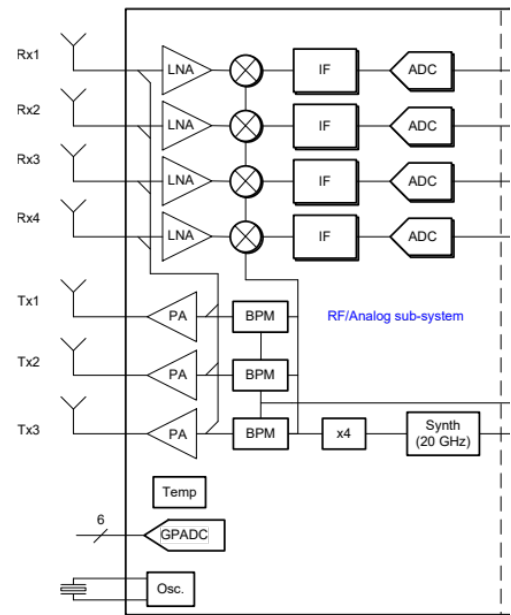 Rx1
LNA
IF
ADC
Rx2
LNA
IF
ADC
Rx3
LNA
IF
ADC
Rx4
LNA
IF
ADC
Tx1
PA
BPM
RF/Analog sub-system
Tx2
PA
BPM
Tx3
PA
BPM
x4
Synth
(20 GHz)
Temp
6
GPADC
Osc.